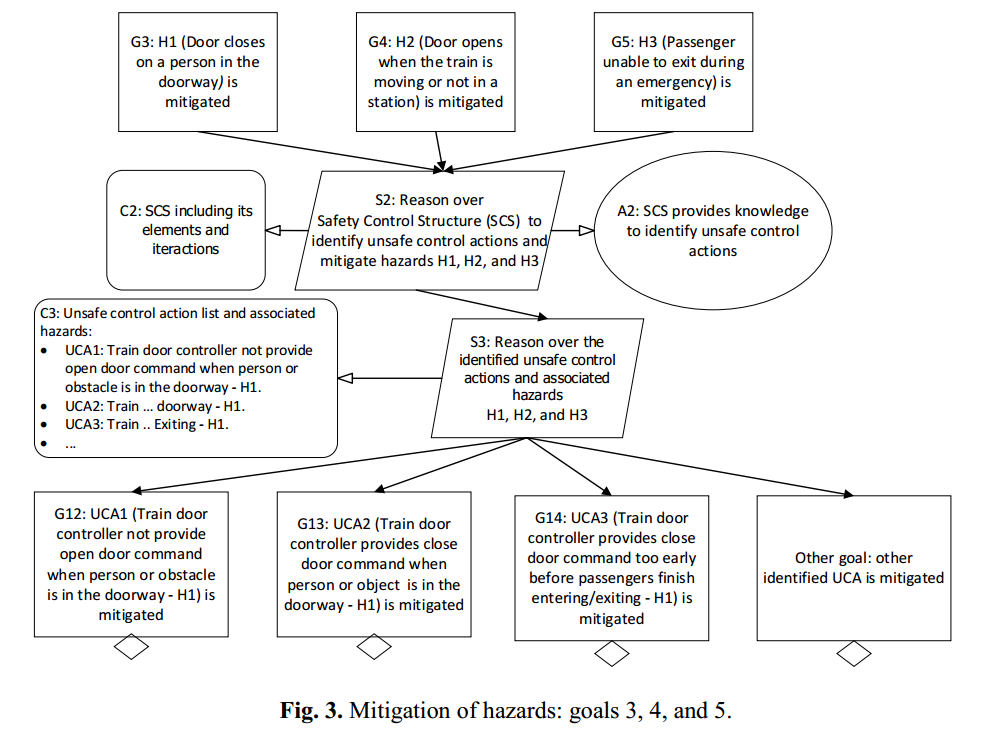 G3: H1 (Door closes
on a person in the
doorway) is
mitigated
G4: H2 (Door opens
when the train is
moving or not in a
station) is mitigated
G5: H3 (Passenger
unable to exit during
an emergency) is
mitigated
C2: SCS including its
elements and
iteractions
S2: Reason over
Safety Control Structure (SCS) to
identify unsafe control actions and
mitigate hazards H1, H2, and H3
A2: SCS provides knowledge
to identify unsafe control
actions
C3: Unsafe control action list and associated
hazards:
• UCA1: Train door controller not provide
open door command when person or
obstacle is in the doorway - H1.
• UCA2: Train ... doorway - H1.
• UCA3: Train .. Exiting - H1.
• ...
S3: Reason over the
identified unsafe control
actions and associated
hazards
H1, H2, and H3
G12: UCA1 (Train door
controller not provide
open door command
when person or obstacle
is in the doorway - H1) is
mitigated
G13: UCA2 (Train door
controller provides close
door command when
person or object is in the
doorway - H1) is mitigated
G14: UCA3 (Train door
controller provides close
door command too early
before passengers finish
entering/exiting - H1) is
mitigated
Other goal: other
identified UCA is mitigated
Fig. 3. Mitigation of hazards: goals 3, 4, and 5.